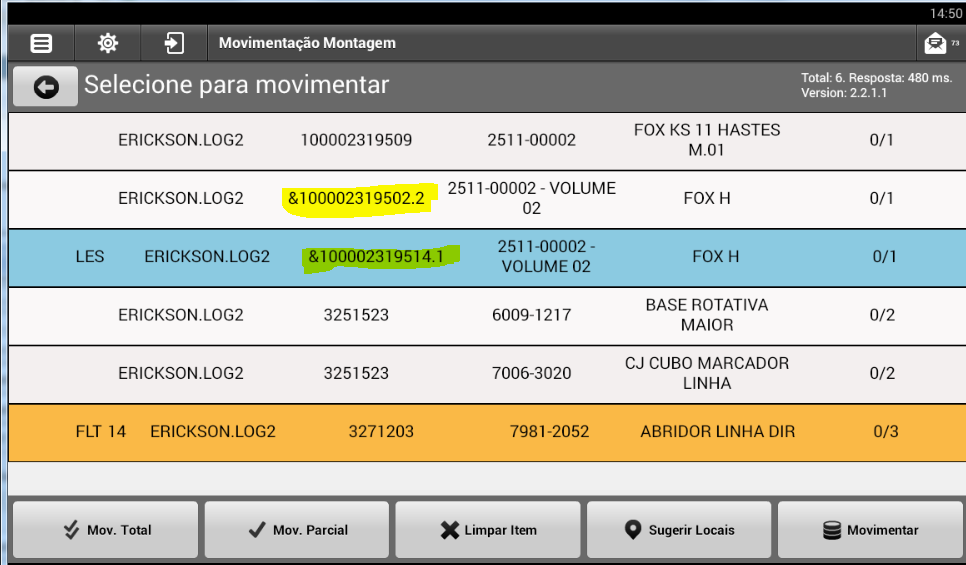 14:50
Movimentação Montagem
73
Selecione para movimentar
Total: 6. Resposta: 480 ms.
Version: 2.2.1.1
ERICKSON.LOG2 100002319509 2511-00002 FOX KS 11 HASTES M.01 0/1
ERICKSON.LOG2 &100002319502.2 2511-00002 - VOLUME 02 FOX H 0/1
LES ERICKSON.LOG2 &100002319514.1 2511-00002 - VOLUME 02 FOX H 0/1
ERICKSON.LOG2 3251523 6009-1217 BASE ROTATIVA MAIOR 0/2
ERICKSON.LOG2 3251523 7006-3020 CJ CUBO MARCADOR LINHA 0/2
FLT 14 ERICKSON.LOG2 3271203 7981-2052 ABRIDOR LINHA DIR 0/3
Mov. Total Mov. Parcial Limpar Item Sugerir Locais Movimentar